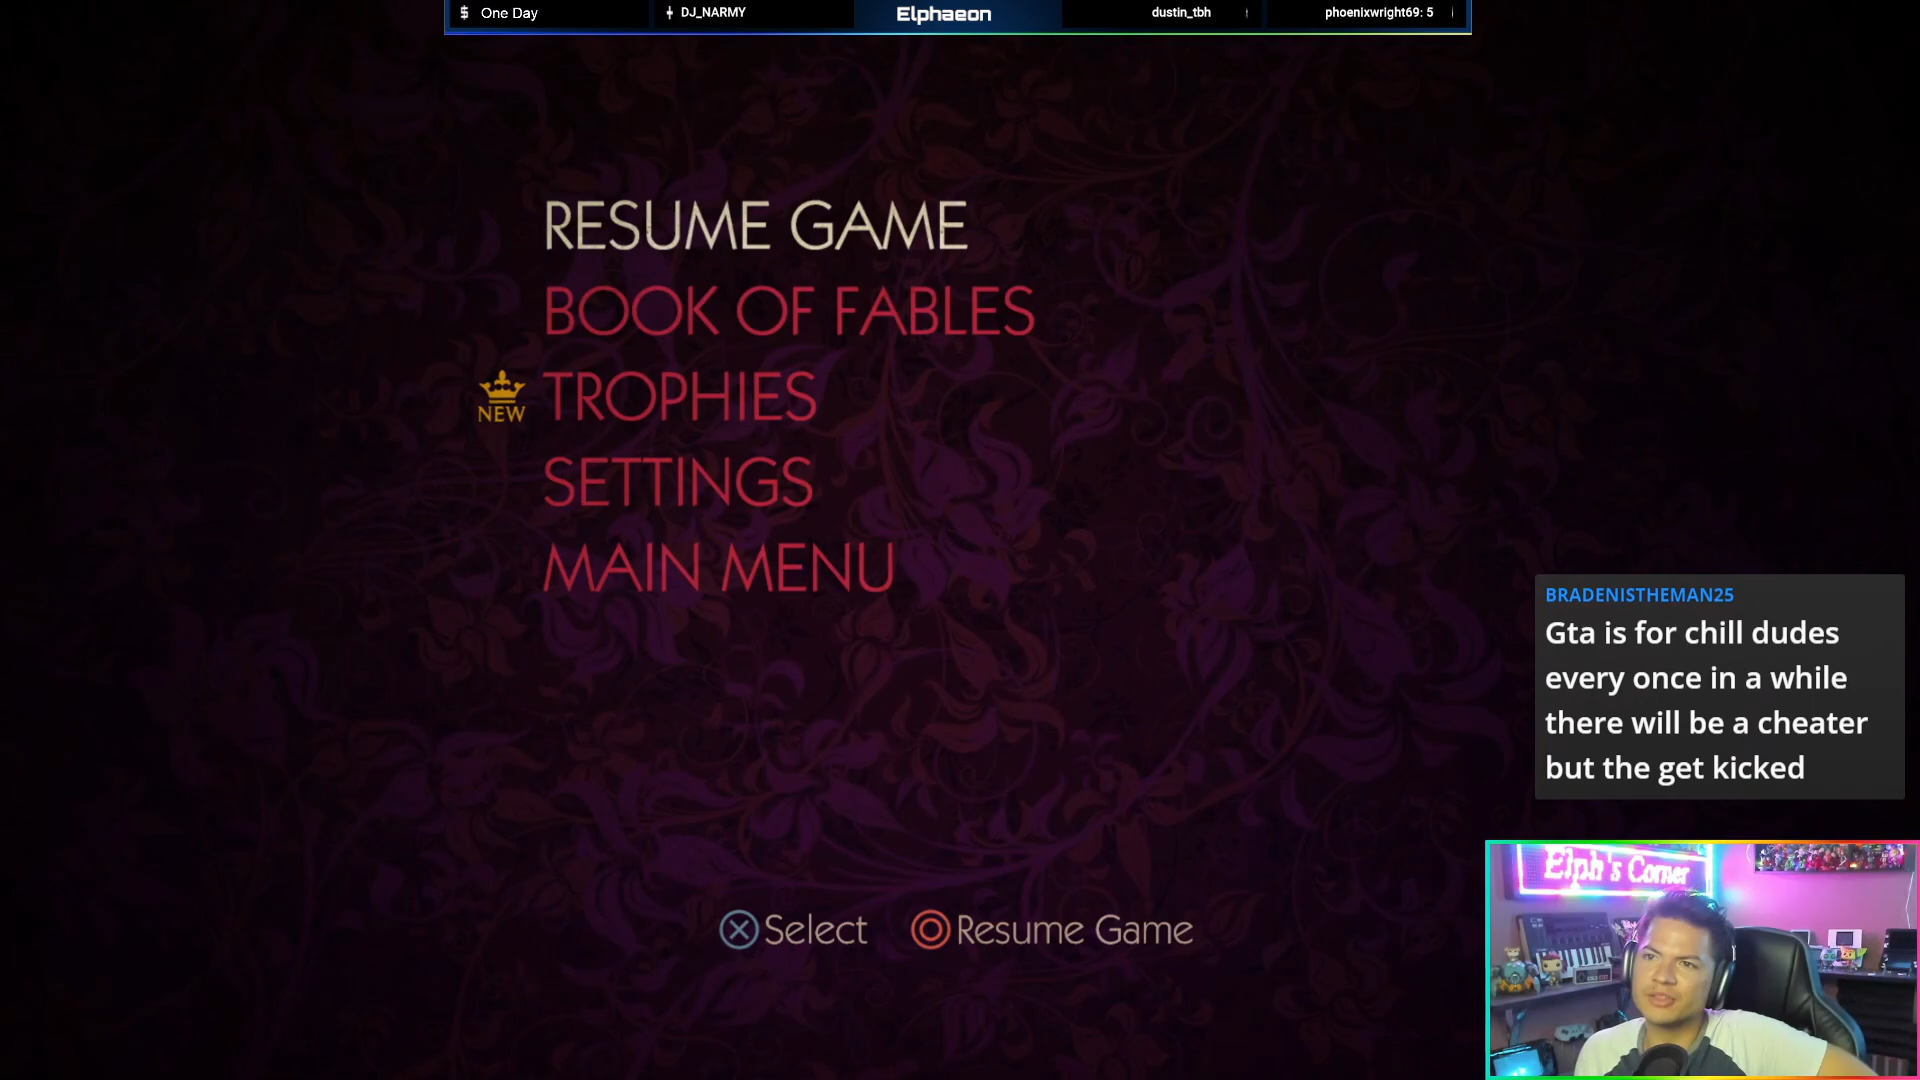 One Day
DJ_NARMY
Elphaeon
dustin_tbh
phoenixwright69: 5
RESUME GAME
BOOK OF FABLES
NEW
TROPHIES
SETTINGS
MAIN MENU
BRADENISTHEMAN25
Gta is for chill dudes
every once in a while
there will be a cheater
but the get kicked
Select
Resume Game
Elph's Corner